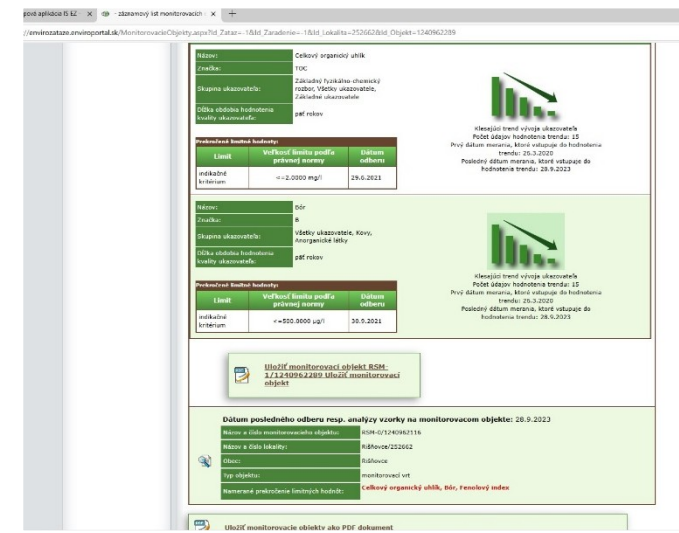 pová aplikácia IS EZ - x - záznamový list monitorovacích x +
//envirozataze.enviroportal.sk/MonitorovacieObjekty.aspx?Id_Zataz=-1&Id_Zaradenie=-1&Id_Lokalita=252662&Id_Objekt=1240962289
Názov: Celkový organický uhlík
Značka: TOC
Skupina ukazovateľa: Základný fyzikálno-chemický rozbor, Všetky ukazovatele, Základné ukazovatele
Dĺžka obdobia hodnotenia kvality ukazovateľa: päť rokov
Prekročené limitné hodnoty:
Limit Veľkosť limitu podľa právnej normy Dátum odberu
indikačné kritérium <=2.0000 mg/l 29.6.2021
Klesajúci trend vývoja ukazovateľa
Počet údajov hodnotenia trendu: 15
Prvý dátum merania, ktoré vstupuje do hodnotenia
trendu: 26.3.2020
Posledný dátum merania, ktoré vstupuje do
hodnotenia trendu: 28.9.2023
Názov: Bór
Značka: B
Skupina ukazovateľa: Všetky ukazovatele, Kovy, Anorganické látky
Dĺžka obdobia hodnotenia kvality ukazovateľa: päť rokov
Prekročené limitné hodnoty:
Limit Veľkosť limitu podľa právnej normy Dátum odberu
indikačné kritérium <=500.0000 µg/l 30.9.2021
Klesajúci trend vývoja ukazovateľa
Počet údajov hodnotenia trendu: 15
Prvý dátum merania, ktoré vstupuje do hodnotenia
trendu: 26.3.2020
Posledný dátum merania, ktoré vstupuje do
hodnotenia trendu: 28.9.2023
Uložiť monitorovací objekt RSM-
1/1240962289 Uložiť monitorovací
objekt
Dátum posledného odberu resp. analýzy vzorky na monitorovacom objekte: 28.9.2023
Názov a číslo monitorovacieho objektu: RSM-0/1240962116
Názov a číslo lokality: Rišňovce/252662
Obec: Rišňovce
Typ objektu: monitorovací vrt
Namerané prekročenie limitných hodnôt: Celkový organický uhlík, Bór, Fenolový index
Uložiť monitorovacie objekty ako PDF dokument